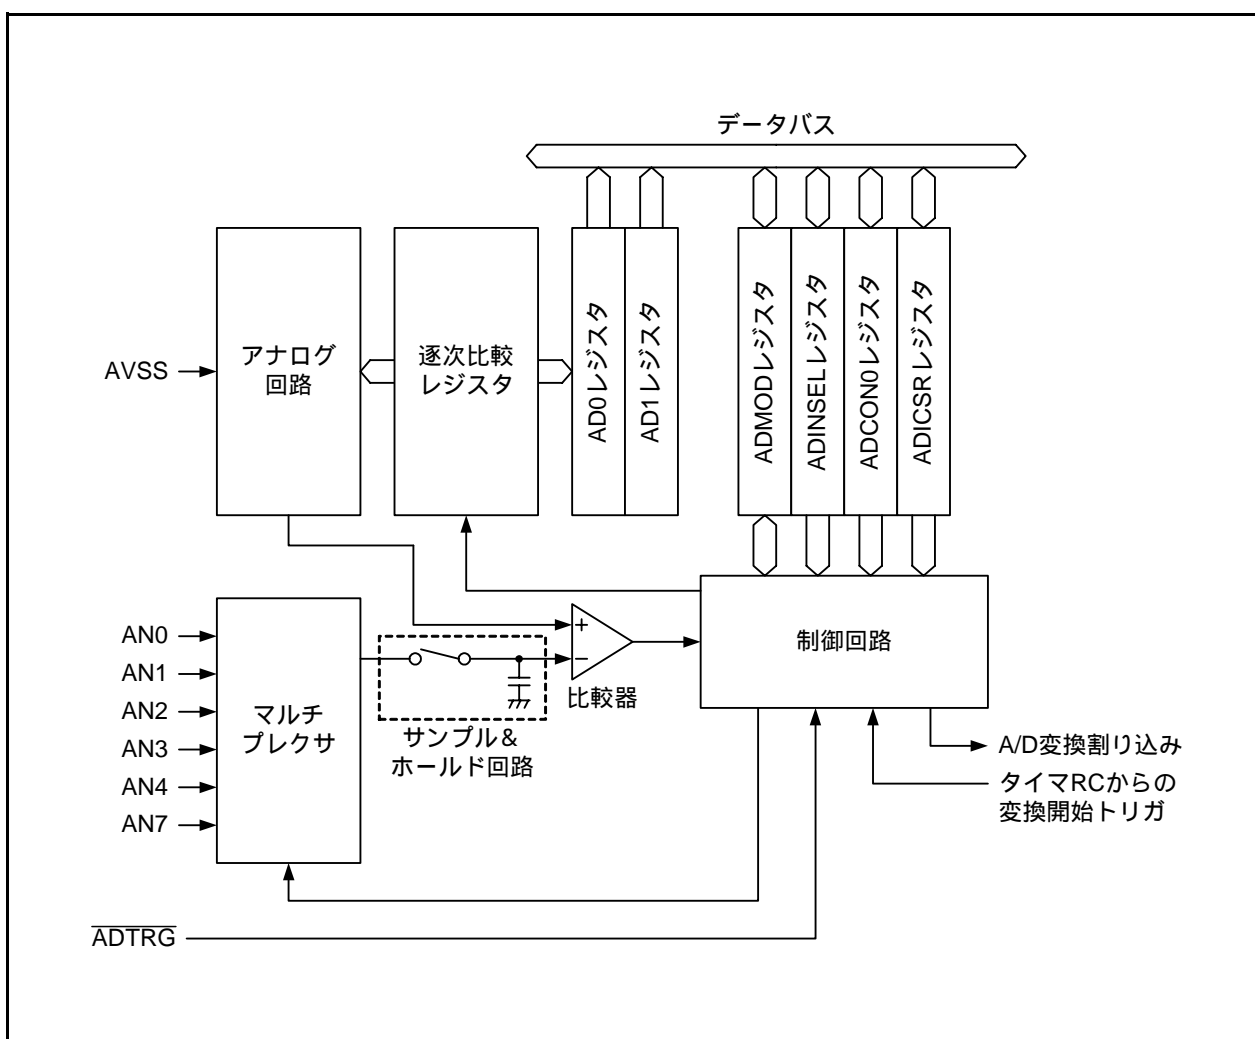 データバス
AVSS
アナログ
回路
逐次比較
レジスタ
AD0レジスタ
AD1レジスタ
ADMODレジスタ
ADINSELレジスタ
ADCON0レジスタ
ADICSRレジスタ
AN0
AN1
AN2
AN3
AN4
AN7
マルチ
プレクサ
サンプル&
ホールド回路
+
−
比較器
制御回路
A/D変換割り込み
タイマRCからの
変換開始トリガ
ADTRG